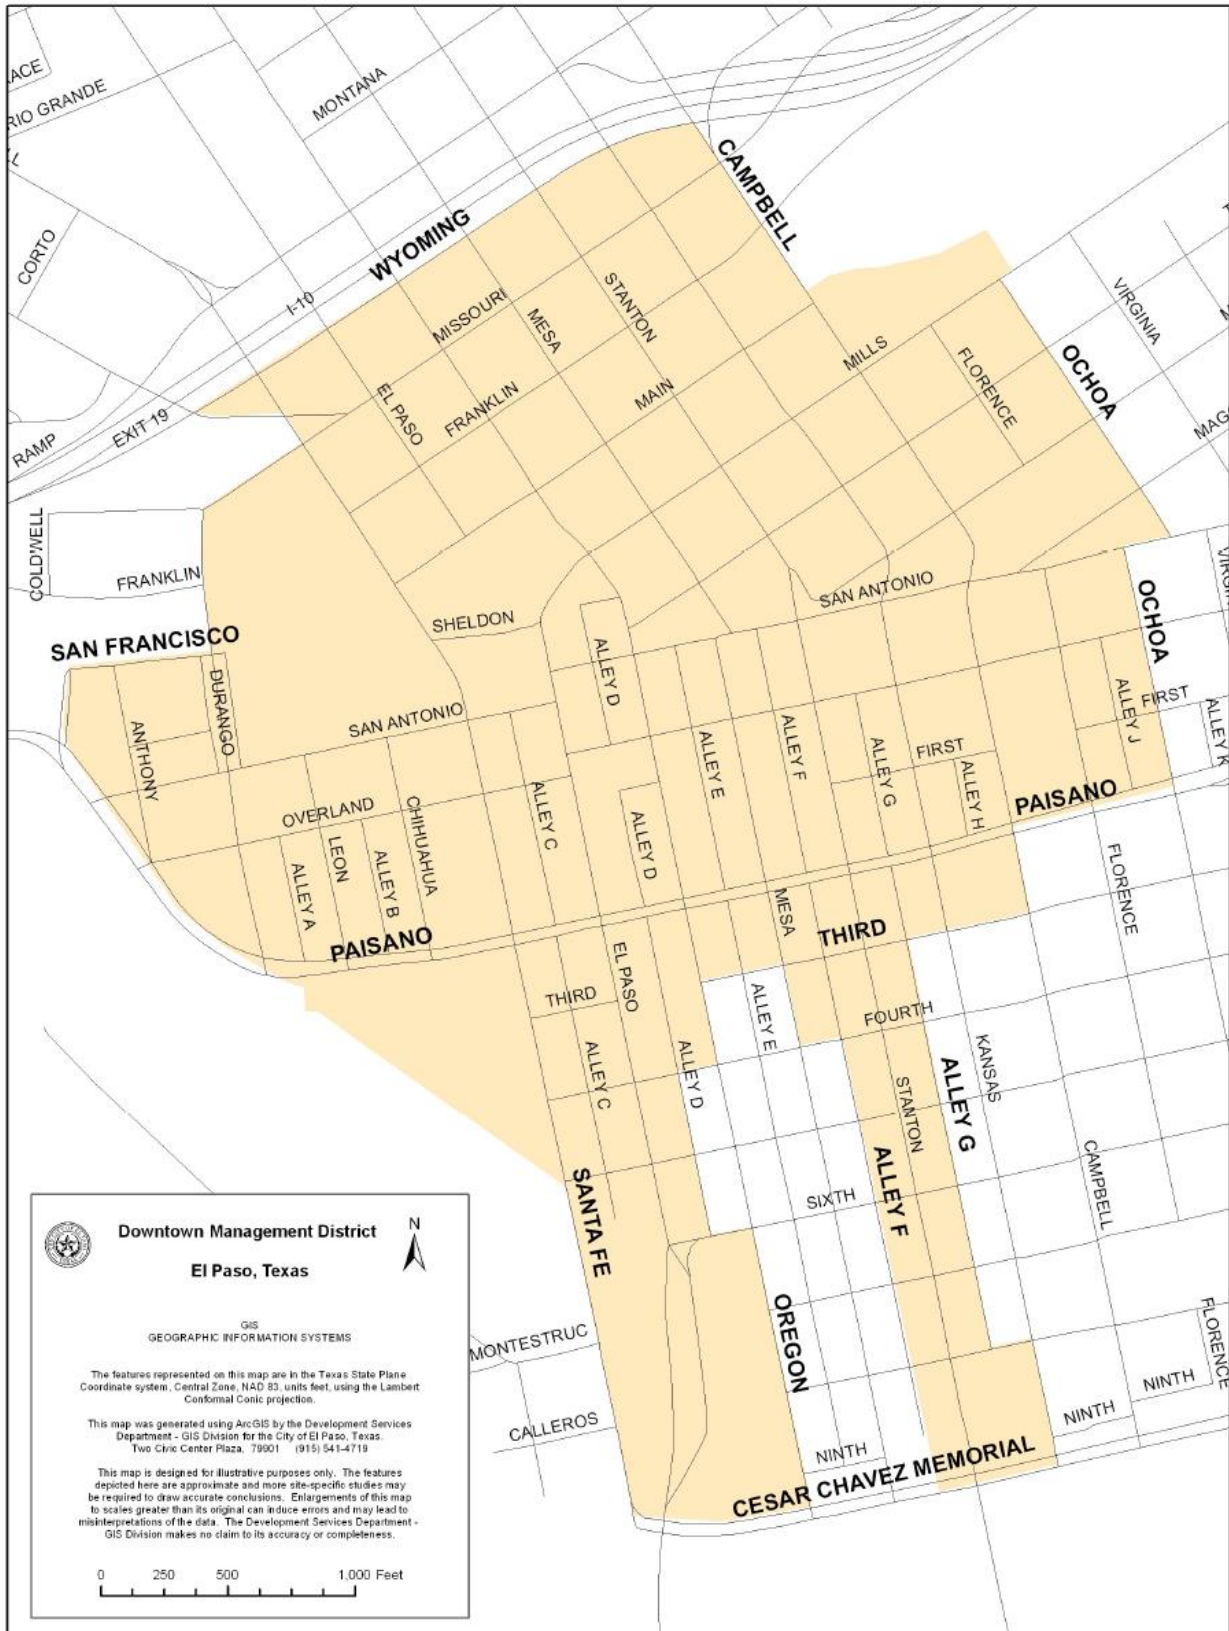 ACE
RIO GRANDE
MONTANA
CORTO
WYOMING
CAMPBELL
I-10
MISSOURI
MESA
STANTON
EL PASO
FRANKLIN
MAIN
MILLS
FLORENCE
VIRGINIA
OCHOA
MAG
EXIT 19
RAMP
COLDWELL
FRANKLIN
SAN FRANCISCO
SHELDON
SAN ANTONIO
OCHOA
ALLEY D
DURANGO
ANTHONY
SAN ANTONIO
ALLEY E
ALLEY F
ALLEY G
FIRST
ALLEY H
ALLEY J
FIRST
ALLEY K
PAISANO
OVERLAND
CHIHUAHUA
ALLEY C
ALLEY D
LEON
ALLEY A
ALLEY B
PAISANO
MESA
THIRD
FLORENCE
EL PASO
THIRD
ALLEY E
FOURTH
ALLEY C
ALLEY D
KANSAS
STANTON
ALLEY G
ALLEY F
CAMPBELL
SANTA FE
SIXTH
OREGON
FLORENCE
MONTESTRUC
CALLEROS
NINTH
NINTH
NINTH
CESAR CHAVEZ MEMORIAL
Downtown Management District
N
El Paso, Texas
GIS
GEOGRAPHIC INFORMATION SYSTEMS
The features represented on this map are in the Texas State Plane
Coordinate system, Central Zone, NAD 83, units feet, using the Lambert
Conformal Conic projection.
This map was generated using ArcGIS by the Development Services
Department - GIS Division for the City of El Paso, Texas.
Two Civic Center Plaza, 79901 (915) 541-4719
This map is designed for illustrative purposes only. The features
depicted here are approximate and more site-specific studies may
be required to draw accurate conclusions. Enlargements of this map
to scales greater than its original can induce errors and may lead to
misinterpretations of the data. The Development Services Department -
GIS Division makes no claim to its accuracy or completeness.
0 250 500 1,000 Feet